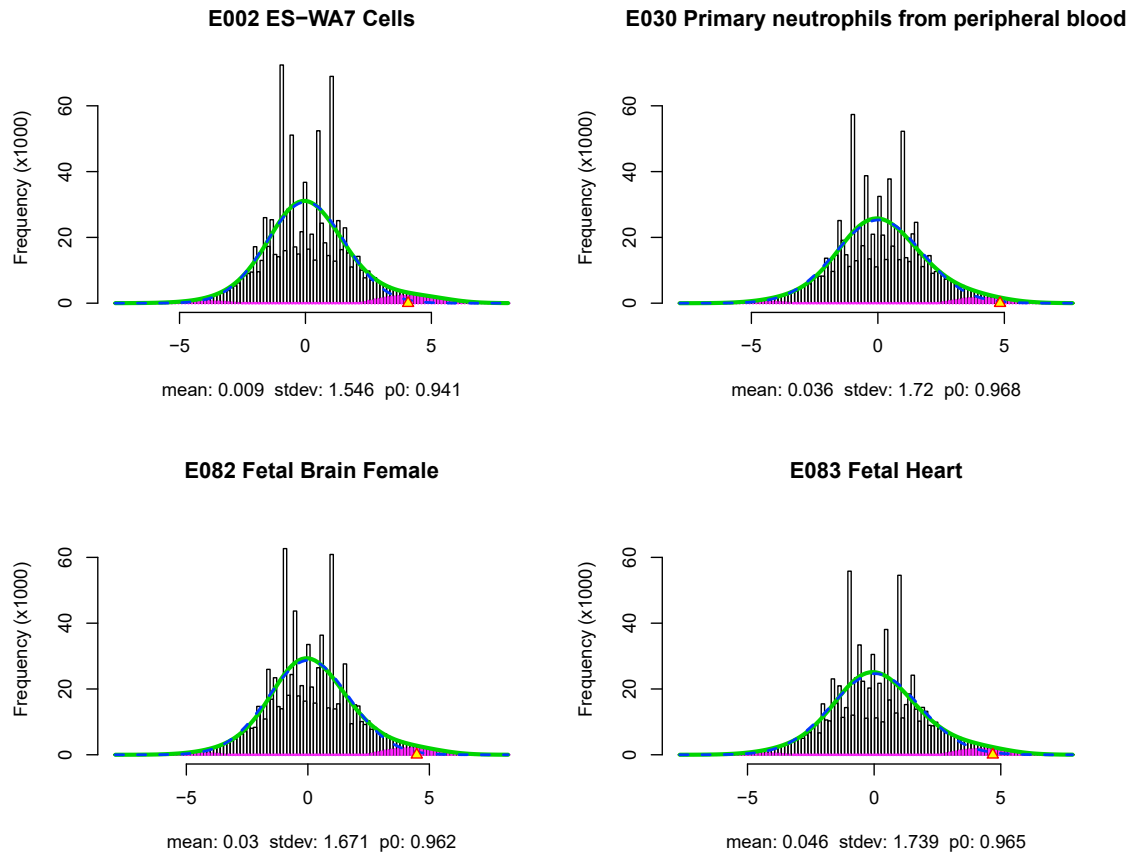 E002 ES−WA7 Cells
Frequency (x1000)
0
20
40
60
−5
0
5
mean: 0.009 stdev: 1.546 p0: 0.941
E030 Primary neutrophils from peripheral blood
Frequency (x1000)
0
20
40
60
−5
0
5
mean: 0.036 stdev: 1.72 p0: 0.968
E082 Fetal Brain Female
Frequency (x1000)
0
20
40
60
−5
0
5
mean: 0.03 stdev: 1.671 p0: 0.962
E083 Fetal Heart
Frequency (x1000)
0
20
40
60
−5
0
5
mean: 0.046 stdev: 1.739 p0: 0.965